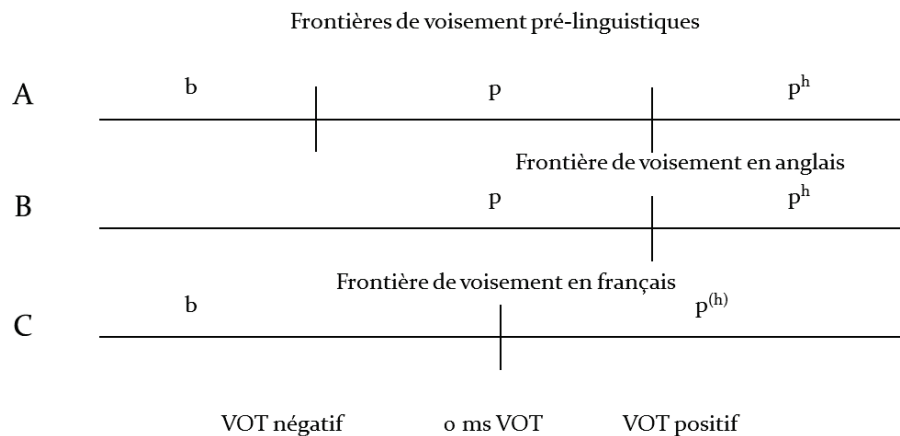 Frontières de voisement pré-linguistiques
A b p pʰ
Frontière de voisement en anglais
B p pʰ
Frontière de voisement en français
C b p⁽ʰ⁾
VOT négatif 0 ms VOT VOT positif